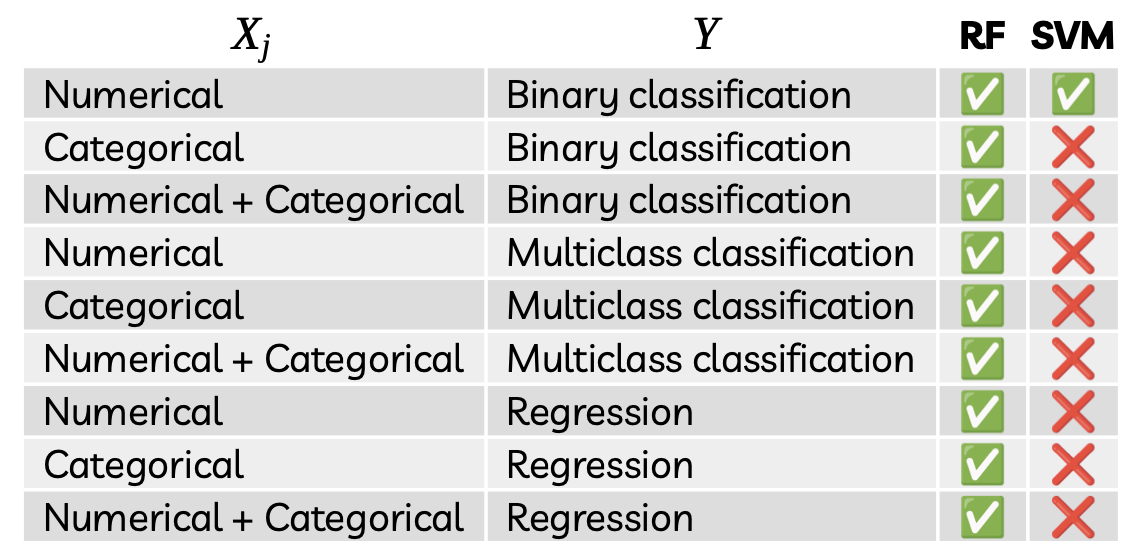 Xj Y RF SVM
Numerical Binary classification ✅ ✅
Categorical Binary classification ✅ ❌
Numerical + Categorical Binary classification ✅ ❌
Numerical Multiclass classification ✅ ❌
Categorical Multiclass classification ✅ ❌
Numerical + Categorical Multiclass classification ✅ ❌
Numerical Regression ✅ ❌
Categorical Regression ✅ ❌
Numerical + Categorical Regression ✅ ❌